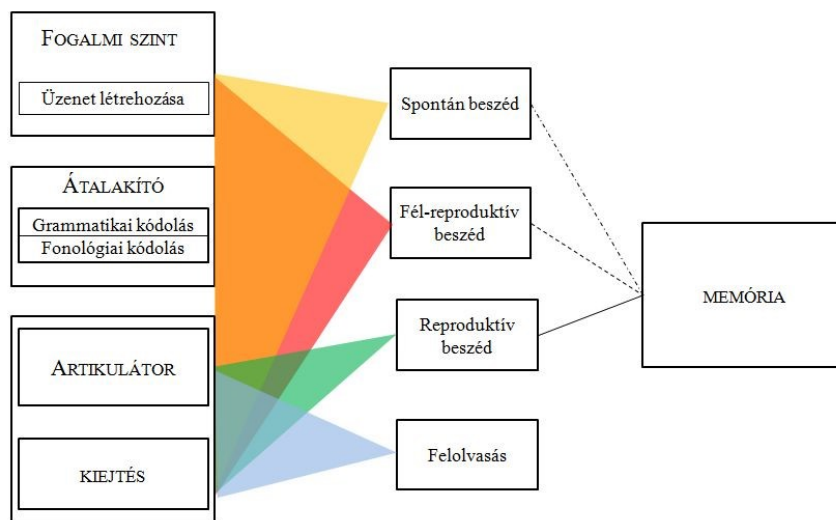 FOGALMI SZINT
Üzenet létrehozása
ÁTALAKÍTÓ
Grammatikai kódolás
Fonológiai kódolás
ARTIKULÁTOR
KIEJTÉS
Spontán beszéd
Fél-reproduktív
beszéd
Reproduktív
beszéd
Felolvasás
MEMÓRIA